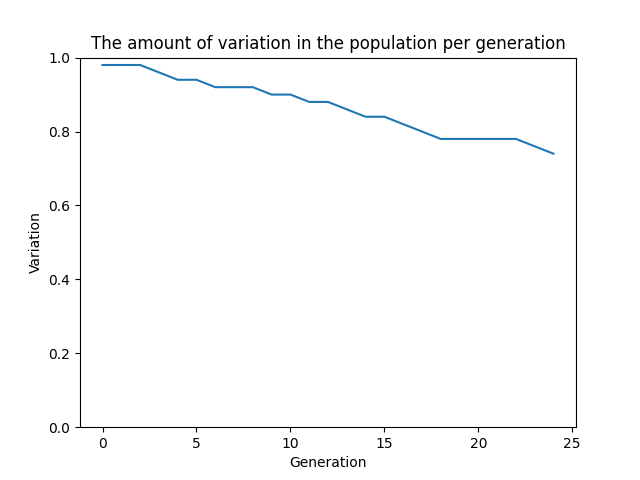 The amount of variation in the population per generation
1.0
0.8
0.6
0.4
0.2
0.0
Variation
0 5 10 15 20 25
Generation